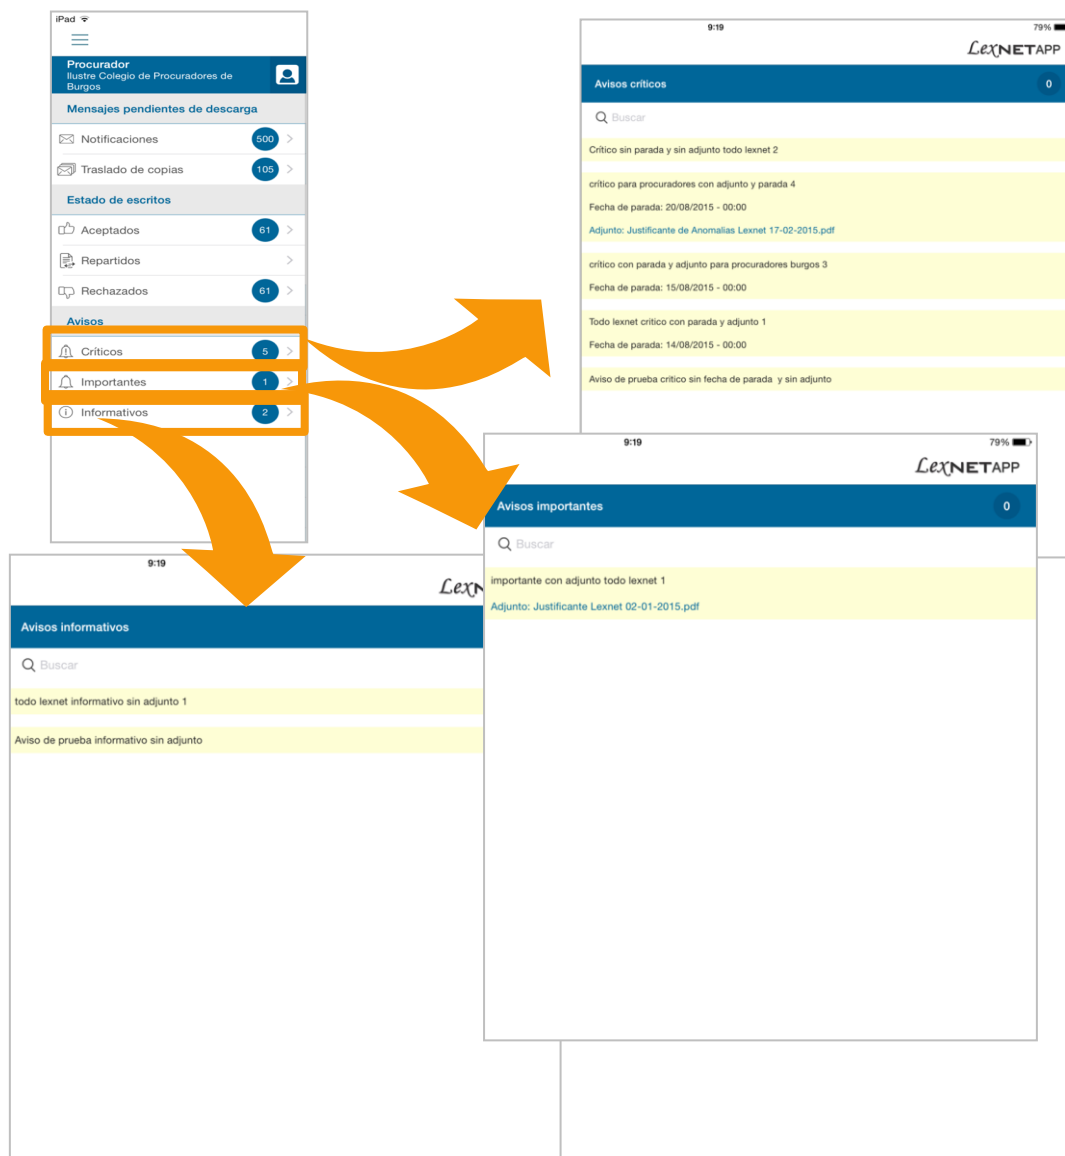 iPad
Procurador
Ilustre Colegio de Procuradores de
Burgos
Mensajes pendientes de descarga
Notificaciones 500
Traslado de copias 105
Estado de escritos
Aceptados 61
Repartidos
Rechazados 61
Avisos
Críticos 5
Importantes 1
Informativos 2
9:19 79%
LexNETAPP
Avisos críticos 0
Buscar
Crítico sin parada y sin adjunto todo lexnet 2
crítico para procuradores con adjunto y parada 4
Fecha de parada: 20/08/2015 - 00:00
Adjunto: Justificante de Anomalias Lexnet 17-02-2015.pdf
crítico con parada y adjunto para procuradores burgos 3
Fecha de parada: 15/08/2015 - 00:00
Todo lexnet critico con parada y adjunto 1
Fecha de parada: 14/08/2015 - 00:00
Aviso de prueba critico sin fecha de parada y sin adjunto
9:19 79%
LexNETAPP
Avisos importantes 0
Buscar
importante con adjunto todo lexnet 1
Adjunto: Justificante Lexnet 02-01-2015.pdf
9:19
Lex
Avisos informativos
Buscar
todo lexnet informativo sin adjunto 1
Aviso de prueba informativo sin adjunto